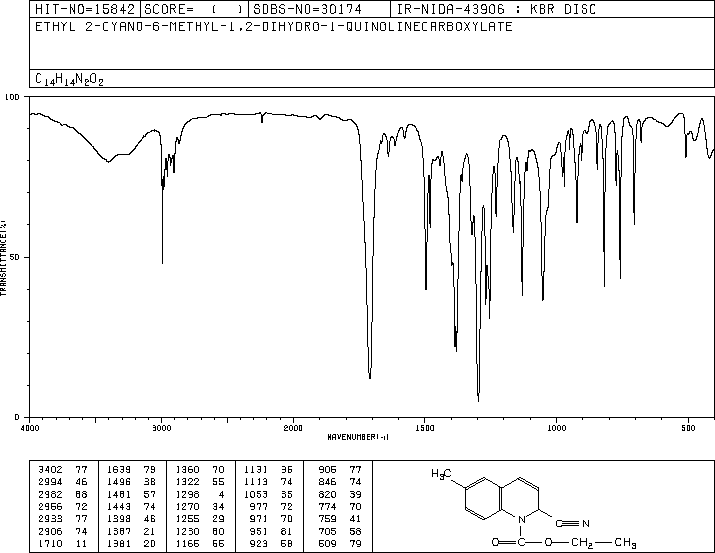 HIT-NO=15842 SCORE= ( ) SDBS-NO=30174 IR-NIDA-43906 : KBR DISC
ETHYL 2-CYANO-6-METHYL-1,2-DIHYDRO-1-QUINOLINECARBOXYLATE
C14H14N2O2
100
50
0
TRANSMITTANCE(%)
4000 3000 2000 1500 1000 500
WAVENUMBER(-1)
3402 77 1639 79 1360 70 1131 36 905 77
2994 46 1496 38 1322 55 1113 74 846 74
2982 68 1481 57 1298 4 1053 35 820 39
2956 72 1443 74 1270 34 977 72 774 70
2933 77 1398 46 1255 29 971 70 759 41
2906 74 1387 21 1230 60 951 81 705 58
1710 11 1381 20 1165 55 923 58 509 79
H3C
N C≡N
O=C—O—CH2—CH3